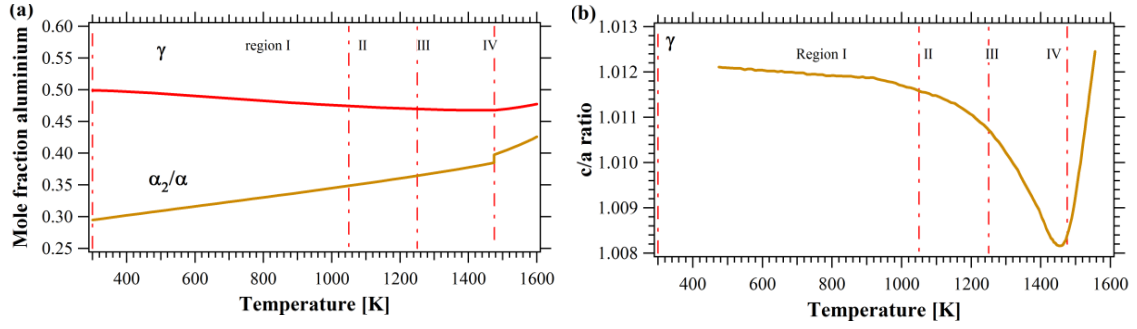 (a)
0.60
0.55
0.50
0.45
0.40
0.35
0.30
0.25
Mole fraction aluminium
region I
II
III
IV
γ
α2/α
400
600
800
1000
1200
1400
1600
Temperature [K]
(b)
1.013
1.012
1.011
1.010
1.009
1.008
c/a ratio
γ
Region I
II
III
IV
400
600
800
1000
1200
1400
1600
Temperature [K]